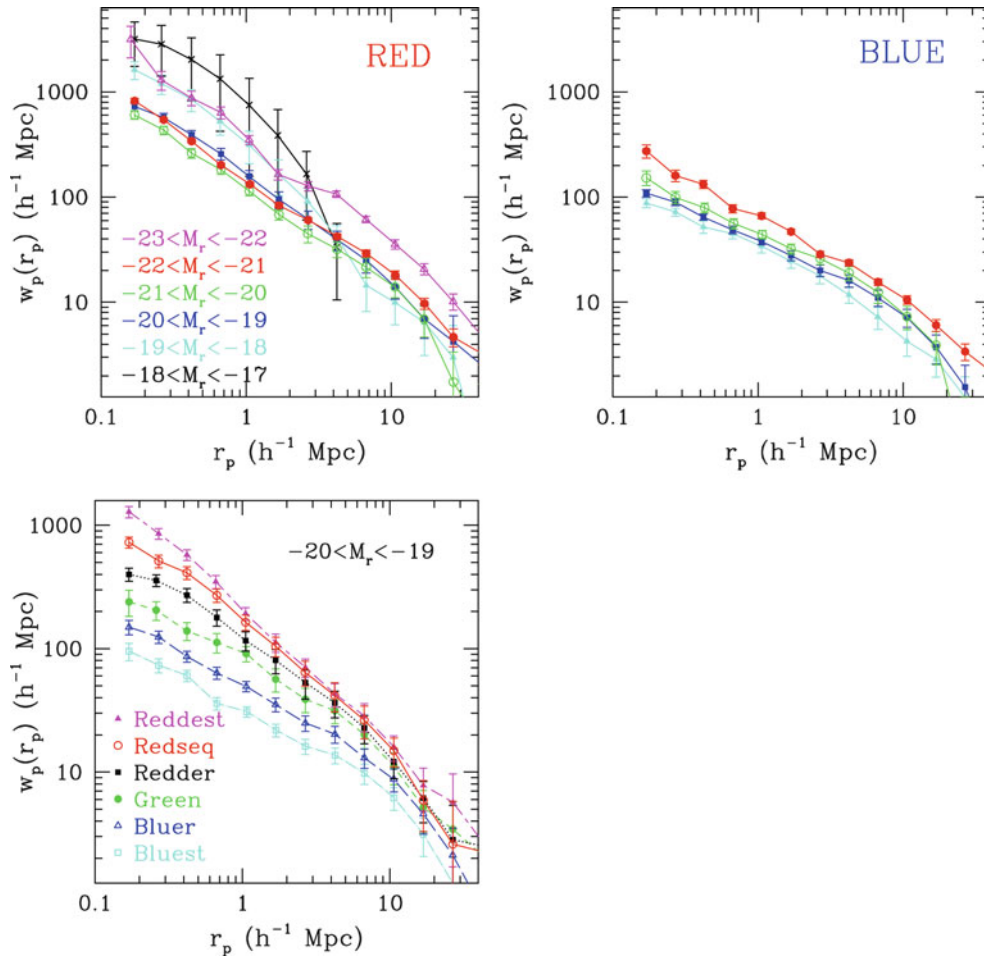 RED
1000
100
10
w_p(r_p) (h^{-1} Mpc)
-23<M_r<-22
-22<M_r<-21
-21<M_r<-20
-20<M_r<-19
-19<M_r<-18
-18<M_r<-17
0.1 1 10
r_p (h^{-1} Mpc)
BLUE
1000
100
10
w_p(r_p) (h^{-1} Mpc)
0.1 1 10
r_p (h^{-1} Mpc)
-20<M_r<-19
1000
100
10
w_p(r_p) (h^{-1} Mpc)
Reddest
Redseq
Redder
Green
Bluer
Bluest
0.1 1 10
r_p (h^{-1} Mpc)